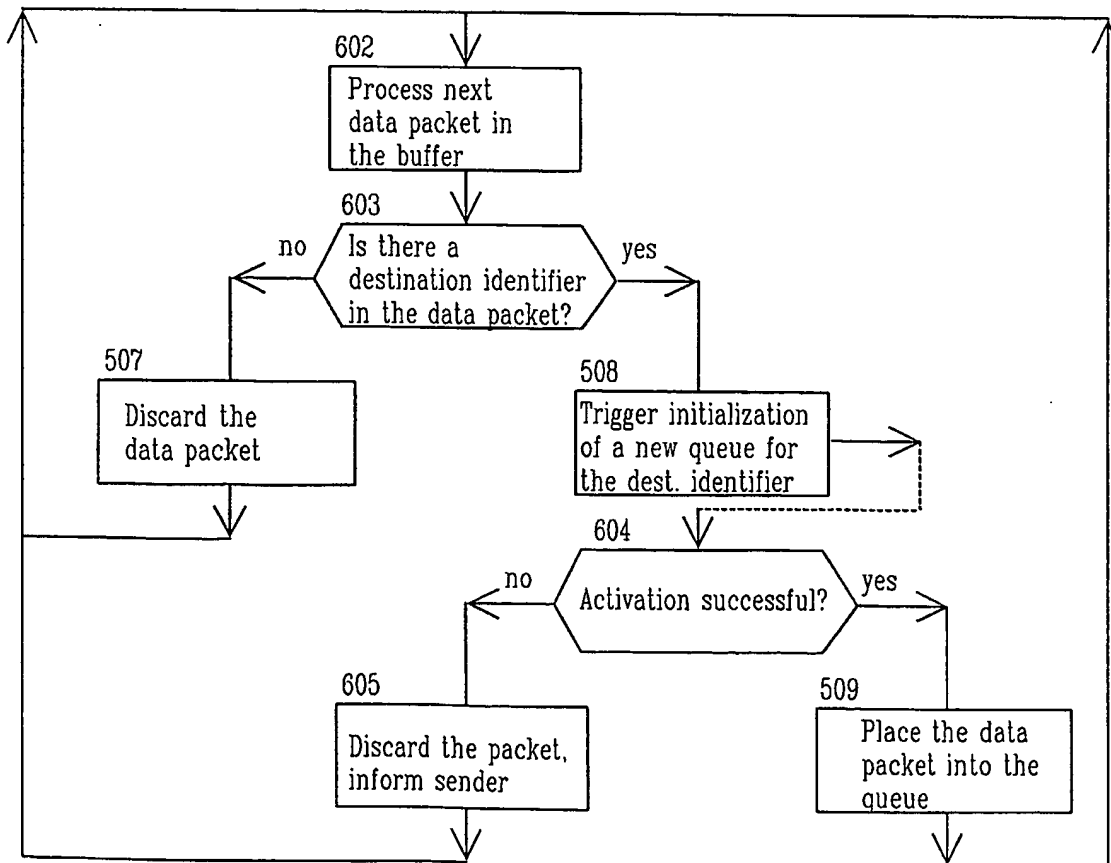 602
Process next
data packet in
the buffer
603
no
Is there a
destination identifier
in the data packet?
yes
507
Discard the
data packet
508
Trigger initialization
of a new queue for
the dest. identifier
604
no
Activation successful?
yes
605
Discard the packet,
inform sender
509
Place the data
packet into the
queue